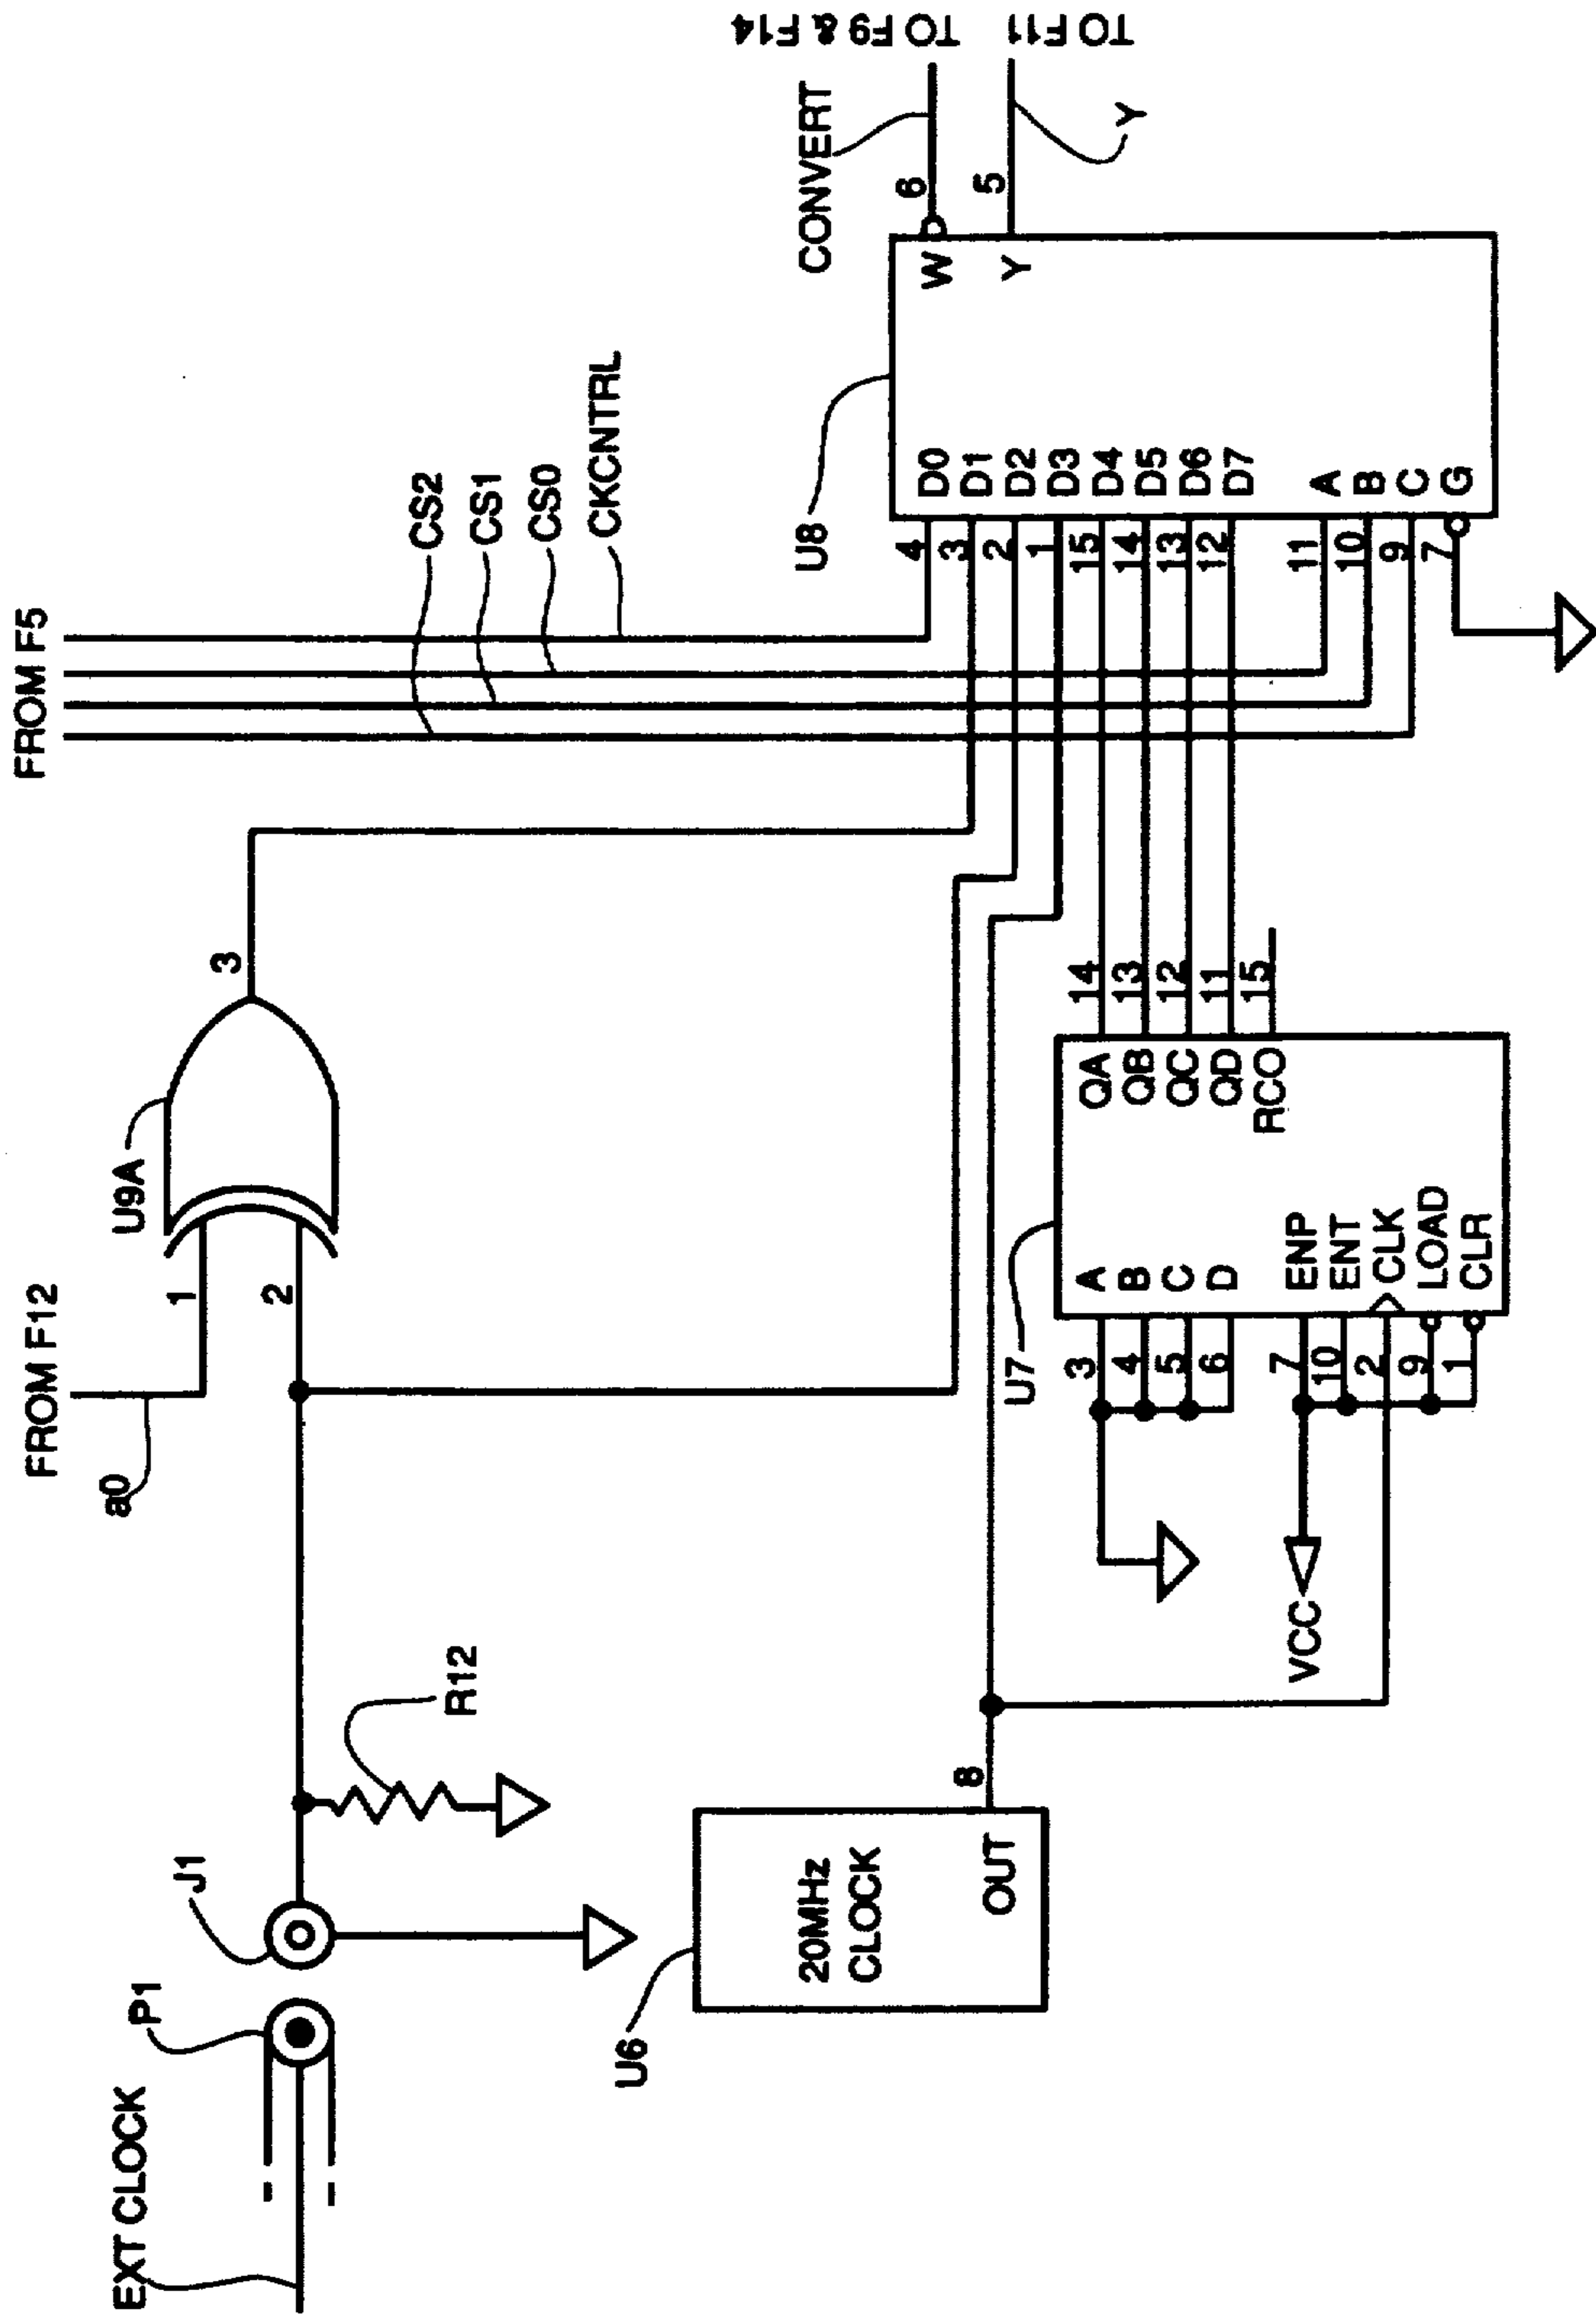 FROM F12
a0
FROM F5
CS2
CS1
CS0
CKCNTRL
EXT CLOCK
P1
J1
R12
U9A
1
2
3
U6
20MHz
CLOCK
OUT
8
U7
3
4
5
6
7
10
2
9
1
A
B
C
D
ENP
ENT
CLK
LOAD
CLR
QA
QB
QC
QD
RCO
14
13
12
11
15
VCC
U8
4
3
2
1
15
14
13
12
11
10
9
7
D0
D1
D2
D3
D4
D5
D6
D7
A
B
C
G
W
Y
6
5
CONVERT
Y
TO F9 & F14
TO F11